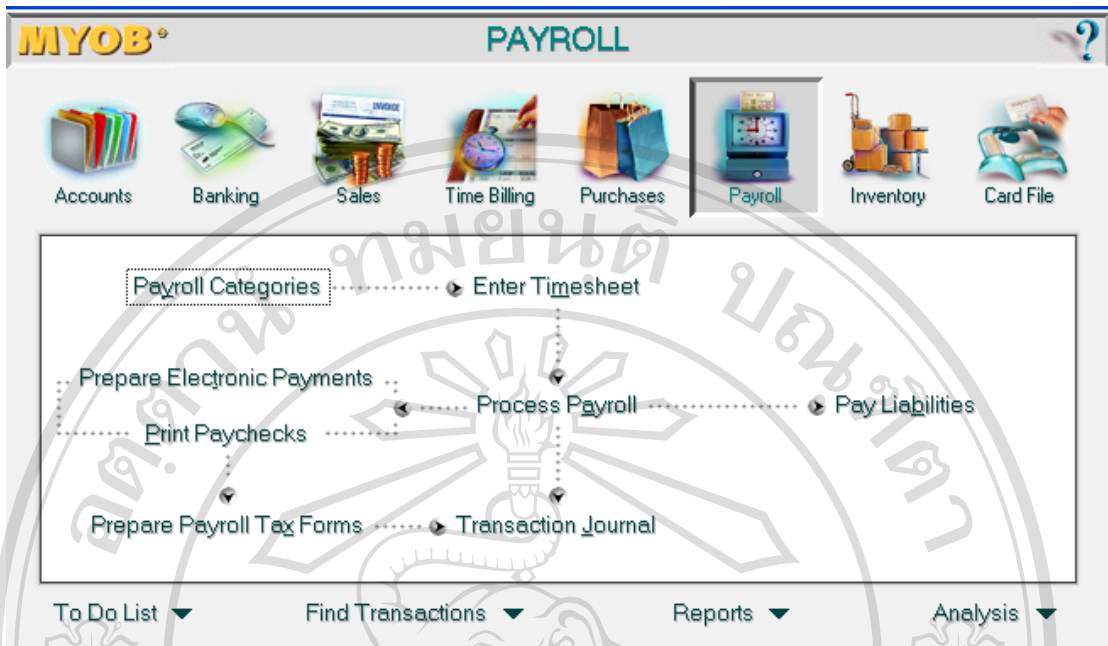 MYOB PAYROLL ?
INVOICE
Accounts Banking Sales Time Billing Purchases Payroll Inventory Card File
Payroll Categories Enter Timesheet
Prepare Electronic Payments
Process Payroll Pay Liabilities
Print Paychecks
Prepare Payroll Tax Forms Transaction Journal
To Do List Find Transactions Reports Analysis